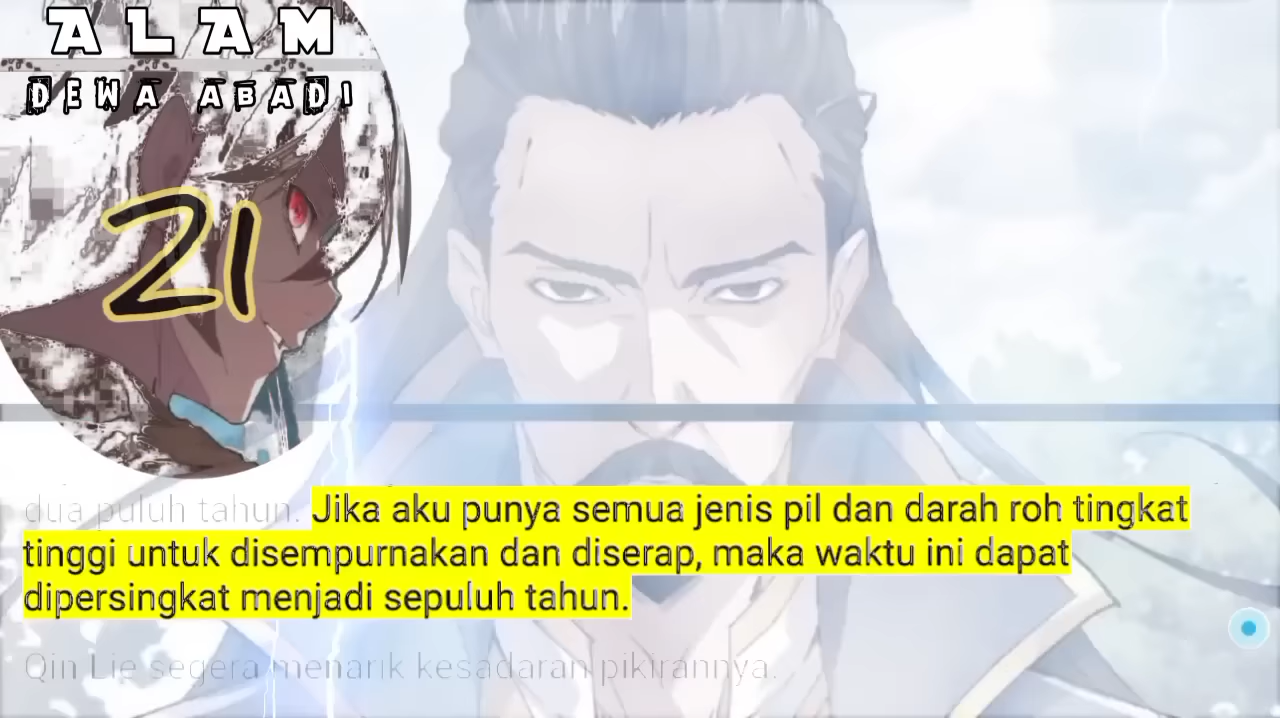 ALAM
DEWA ABADI
21
dua puluh tahun. Jika aku punya semua jenis pil dan darah roh tingkat
tinggi untuk disempurnakan dan diserap, maka waktu ini dapat
dipersingkat menjadi sepuluh tahun.
Qin Lie segera menarik kesadaran pikirannya.